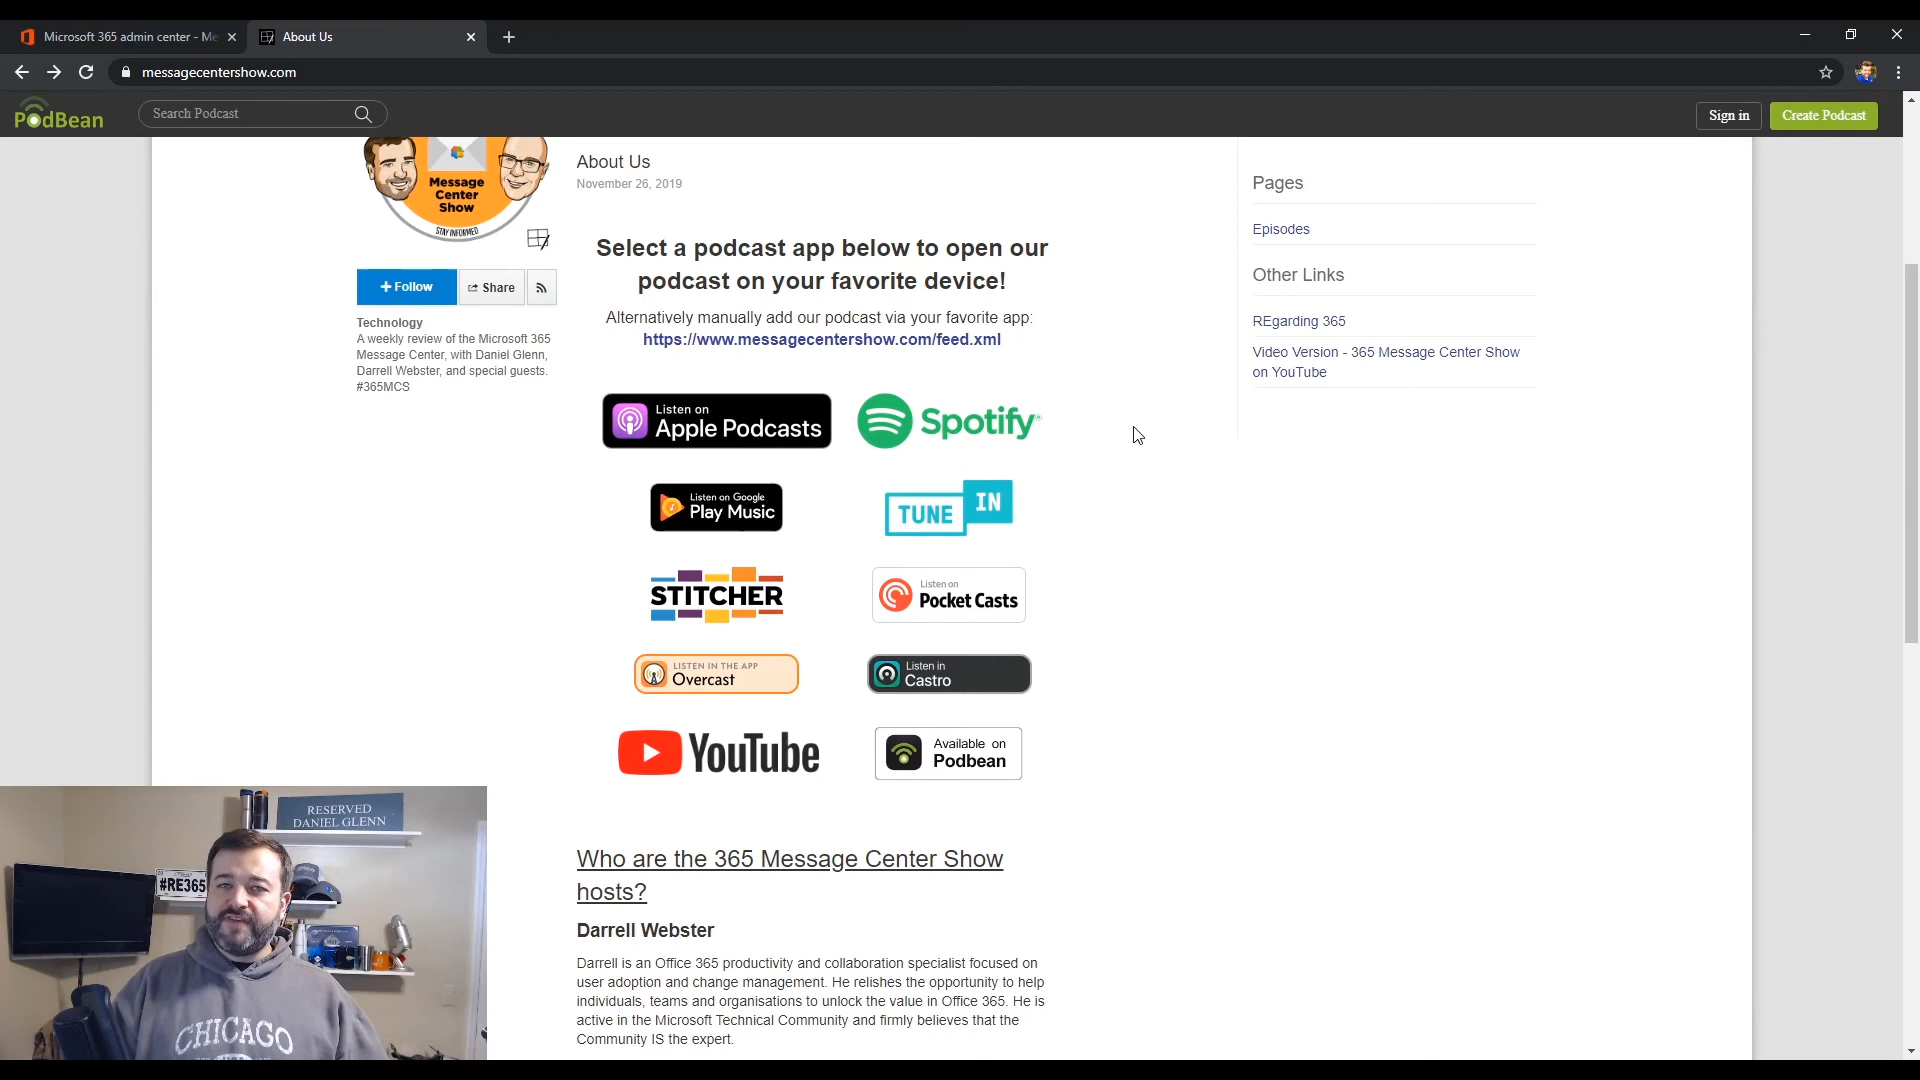 Microsoft 365 admin center - Me
About Us
messagecentershow.com
PodBean
Search Podcast
Sign in
Create Podcast
Message
Center
Show
STAY INFORMED
Follow
Share
Technology
A weekly review of the Microsoft 365
Message Center, with Daniel Glenn,
Darrell Webster, and special guests.
#365MCS
About Us
November 26, 2019
Select a podcast app below to open our
podcast on your favorite device!
Alternatively manually add our podcast via your favorite app:
https://www.messagecentershow.com/feed.xml
Listen on
Apple Podcasts
Spotify
Listen on Google
Play Music
TUNE IN
STITCHER
Listen on
Pocket Casts
LISTEN IN THE APP
Overcast
Listen in
Castro
YouTube
Available on
Podbean
Who are the 365 Message Center Show
hosts?
Darrell Webster
Darrell is an Office 365 productivity and collaboration specialist focused on
user adoption and change management. He relishes the opportunity to help
individuals, teams and organisations to unlock the value in Office 365. He is
active in the Microsoft Technical Community and firmly believes that the
Community IS the expert.
Pages
Episodes
Other Links
REgarding 365
Video Version - 365 Message Center Show
on YouTube
RESERVED
DANIEL GLENN
#RE365
CHICAGO